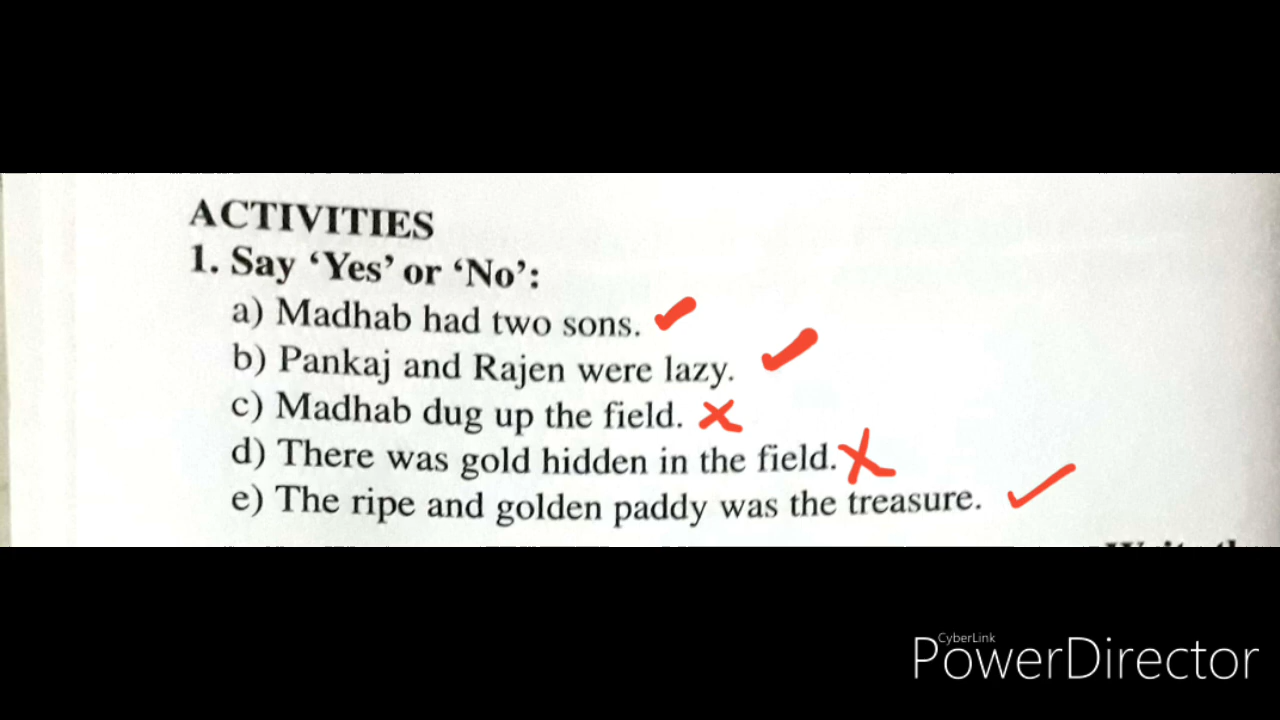 ACTIVITIES
1. Say ‘Yes’ or ‘No’:
a) Madhab had two sons.
b) Pankaj and Rajen were lazy.
c) Madhab dug up the field.
d) There was gold hidden in the field.
e) The ripe and golden paddy was the treasure.
CyberLink
PowerDirector